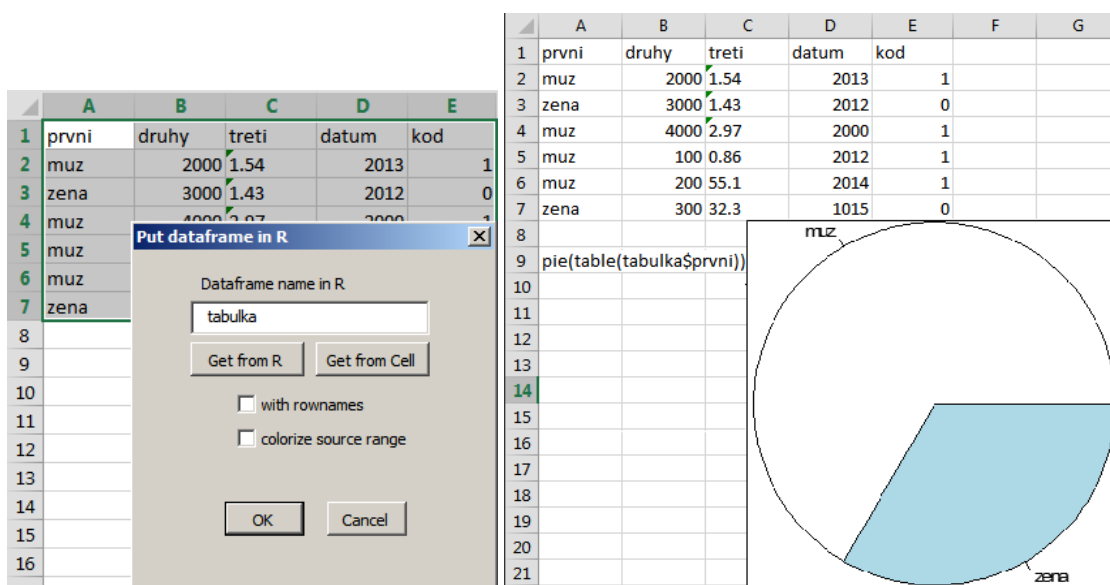 A B C D E
1 prvni druhy treti datum kod
2 muz 2000 1.54 2013 1
3 zena 3000 1.43 2012 0
4 muz 4000 2.97 2000 1
5 muz
6 muz
7 zena
8
9
10
11
12
13
14
15
16
Put dataframe in R
Dataframe name in R
tabulka
Get from R Get from Cell
with rownames
colorize source range
OK Cancel
A B C D E F G
1 prvni druhy treti datum kod
2 muz 2000 1.54 2013 1
3 zena 3000 1.43 2012 0
4 muz 4000 2.97 2000 1
5 muz 100 0.86 2012 1
6 muz 200 55.1 2014 1
7 zena 300 32.3 1015 0
8
9 pie(table(tabulka$prvni))
10
11
12
13
14
15
16
17
18
19
20
21
muz
zena